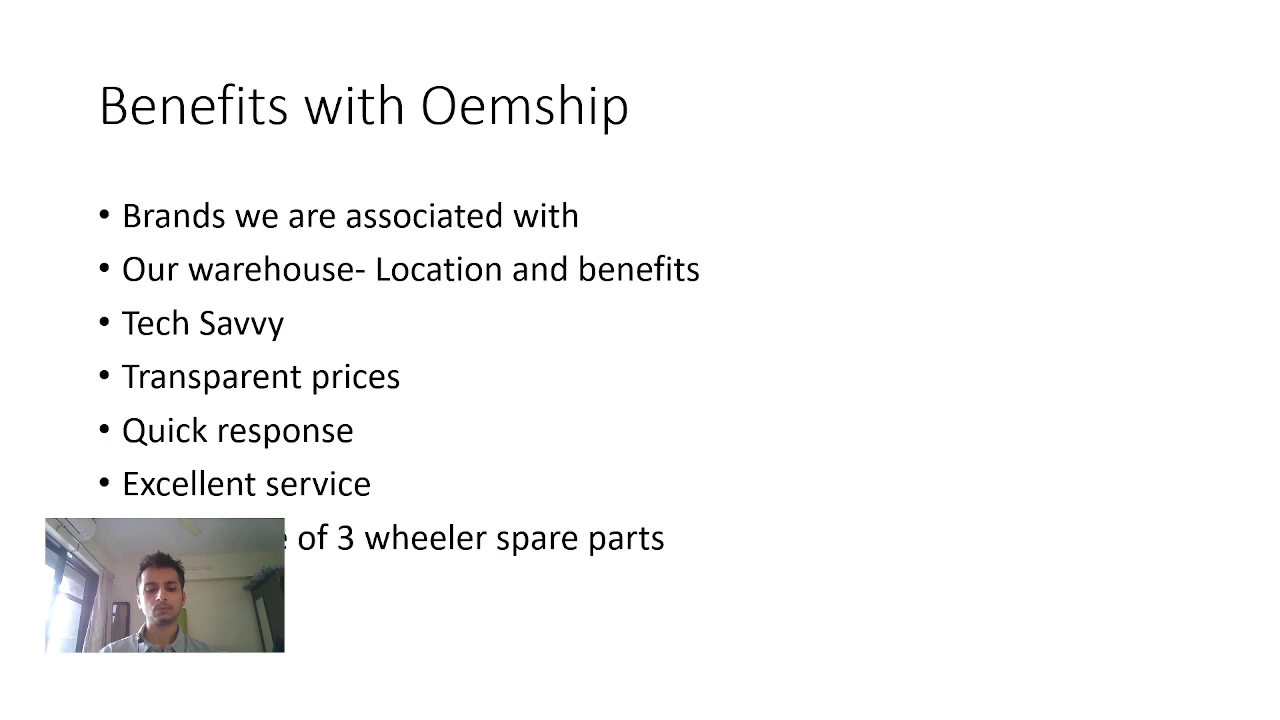 Benefits with Oemship
• Brands we are associated with
• Our warehouse- Location and benefits
• Tech Savvy
• Transparent prices
• Quick response
• Excellent service
of 3 wheeler spare parts